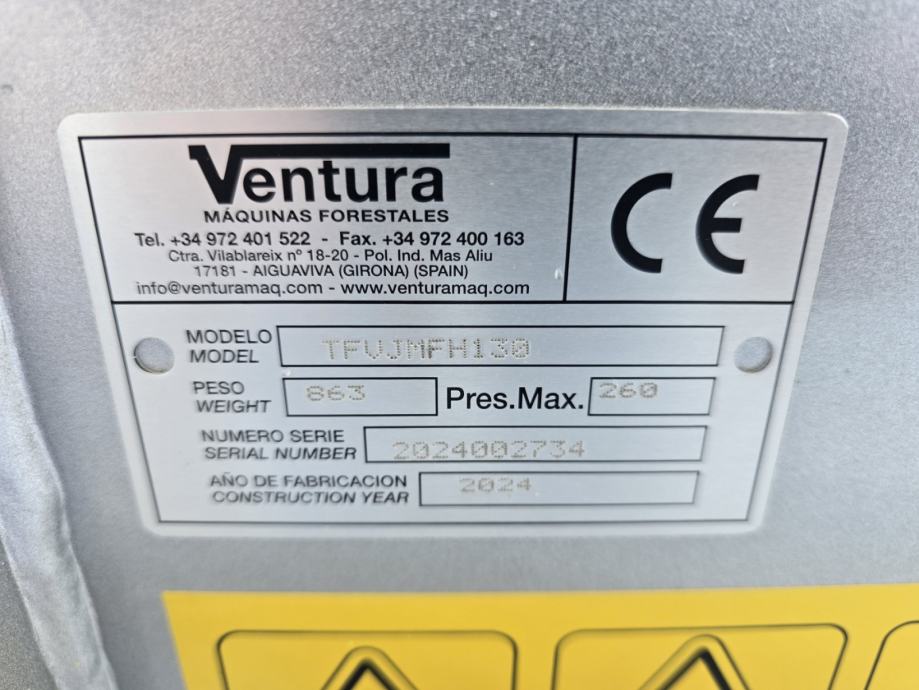 Ventura
MÁQUINAS FORESTALES
Tel. +34 972 401 522 - Fax. +34 972 400 163
Ctra. Vilablareix nº 18-20 - Pol. Ind. Mas Aliu
17181 - AIGUAVIVA (GIRONA) (SPAIN)
info@venturamaq.com - www.venturamaq.com
CE
MODELO
MODEL
TFVJMFH130
PESO
WEIGHT
863
Pres.Max.
260
NUMERO SERIE
SERIAL NUMBER
2024002734
AÑO DE FABRICACION
CONSTRUCTION YEAR
2024